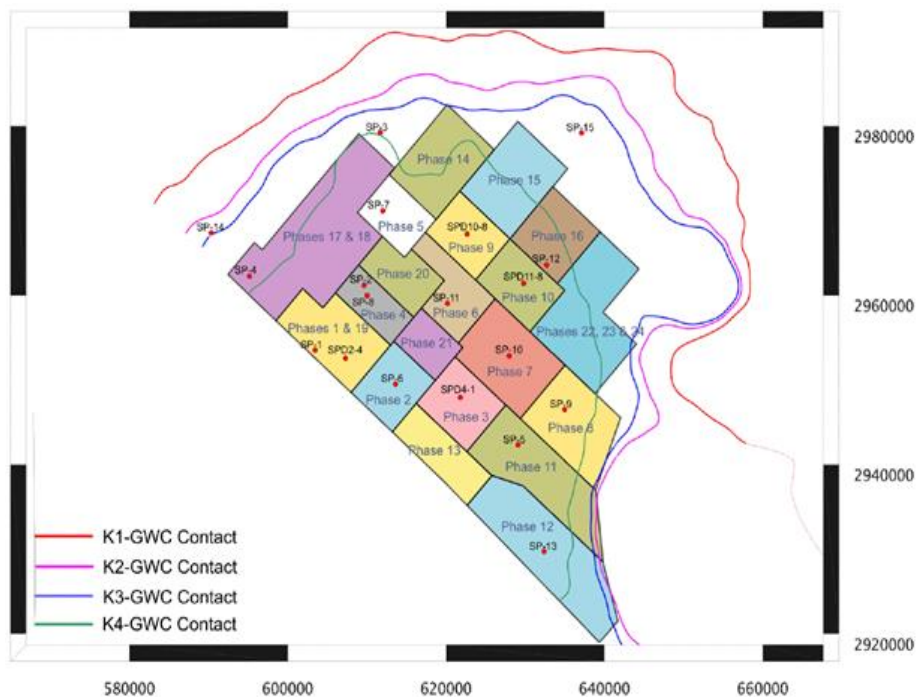 SP-3
SP-15
2980000
Phase 14
Phase 15
SP-7
Phase 5
SP-14
Phases 17 & 18
SPD10-8
Phase 9
Phase 16
SP-12
SP-4
Phase 20
SP-2
SPD11-8
Phase 10
SP-8
SP-11
2960000
Phase 4
Phase 6
Phases 1 & 19
Phases 22, 23 & 24
SP-1
SPD2-4
Phase 21
SP-10
Phase 7
SP-6
Phase 2
SPD4-1
Phase 3
SP-9
Phase 8
SP-5
Phase 13
Phase 11
2940000
Phase 12
SP-13
K1-GWC Contact
K2-GWC Contact
K3-GWC Contact
K4-GWC Contact
2920000
580000 600000 620000 640000 660000